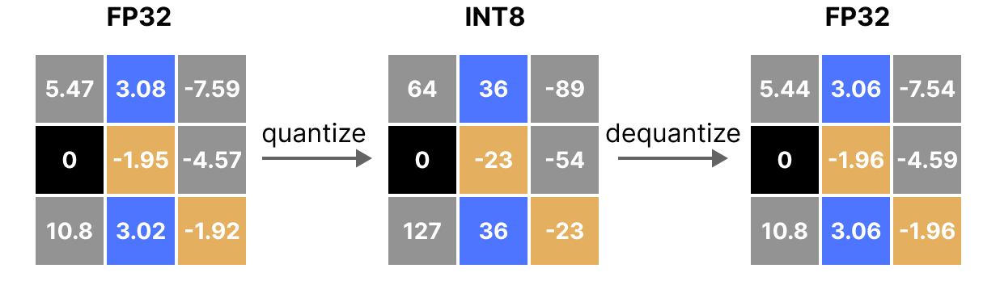 FP32 INT8 FP32
5.47 3.08 -7.59 64 36 -89 5.44 3.06 -7.54
quantize dequantize
0 -1.95 -4.57 0 -23 -54 0 -1.96 -4.59
10.8 3.02 -1.92 127 36 -23 10.8 3.06 -1.96